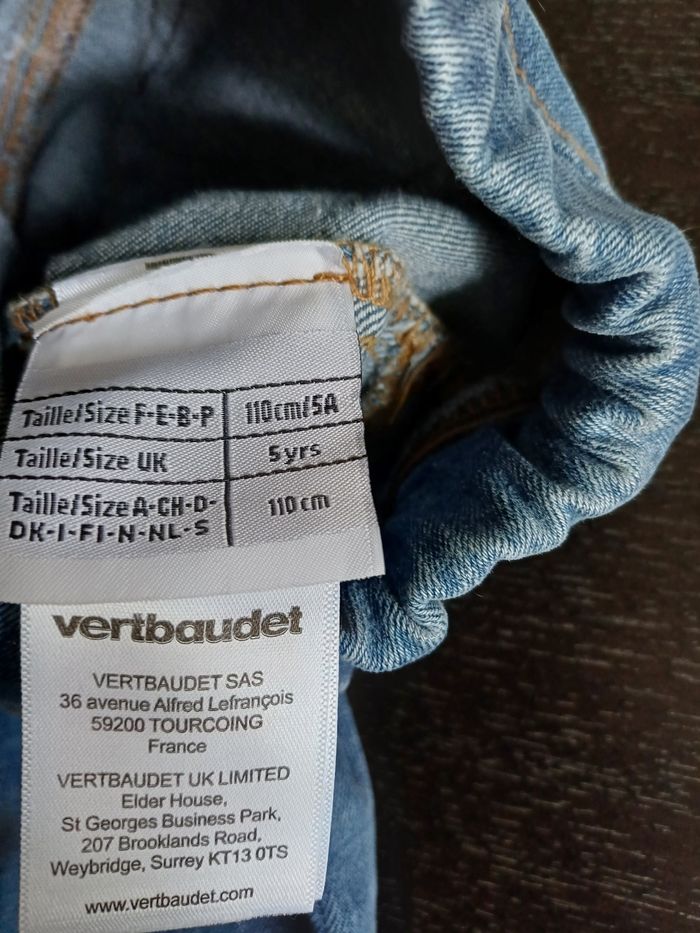 Taille/Size F-E-B-P 110cm/5A
Taille/Size UK 5yrs
Taille/Size A-CH-D-
DK-I-FI-N-NL-S 110 cm
vertbaudet
VERTBAUDET SAS
36 avenue Alfred Lefrançois
59200 TOURCOING
France
VERTBAUDET UK LIMITED
Elder House,
St Georges Business Park,
207 Brooklands Road,
Weybridge, Surrey KT13 0TS
www.vertbaudet.com